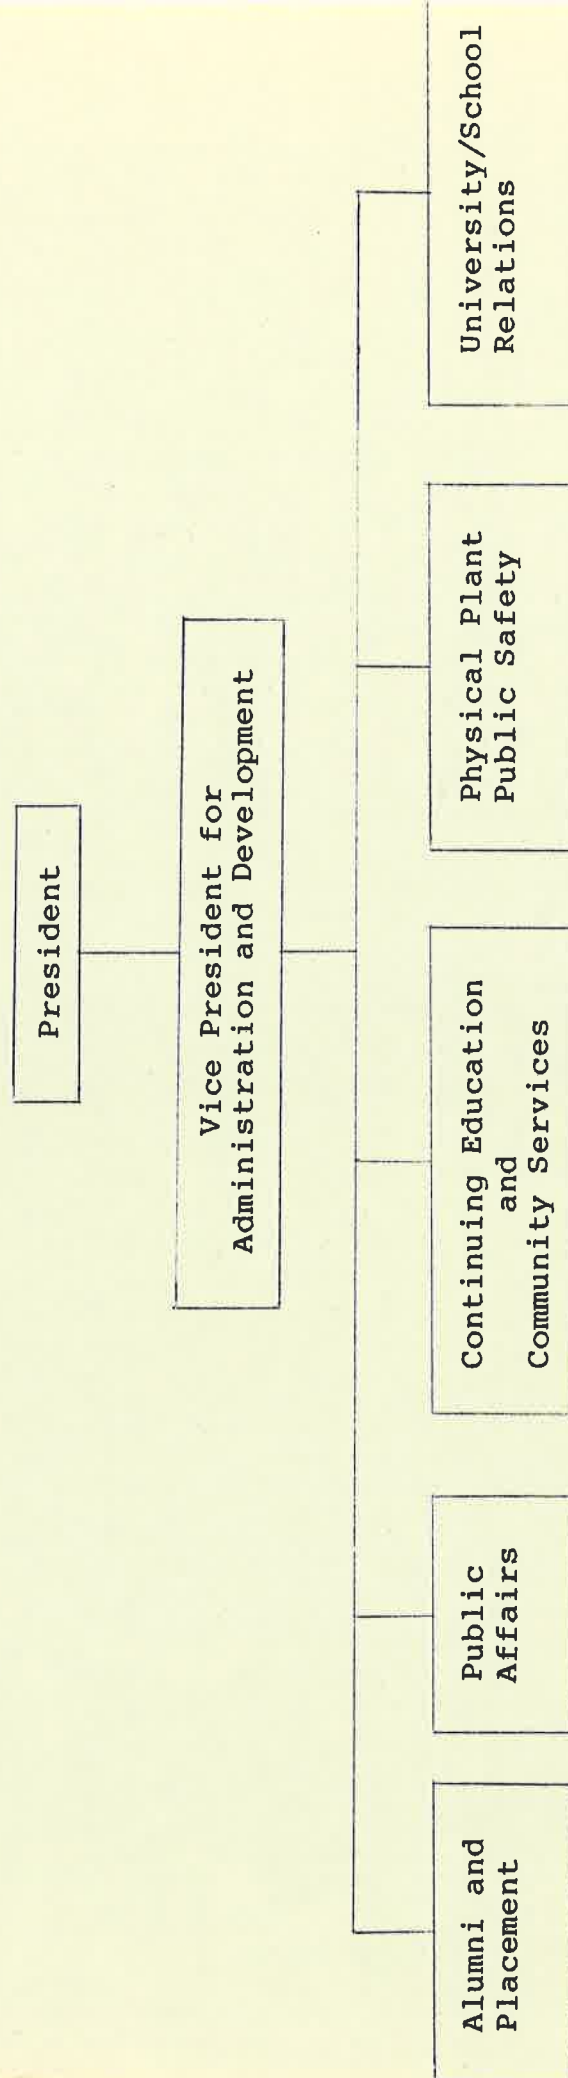 President
Vice President for
Administration and Development
Alumni and
Placement
Public
Affairs
Continuing Education
and
Community Services
Physical Plant
Public Safety
University/School
Relations